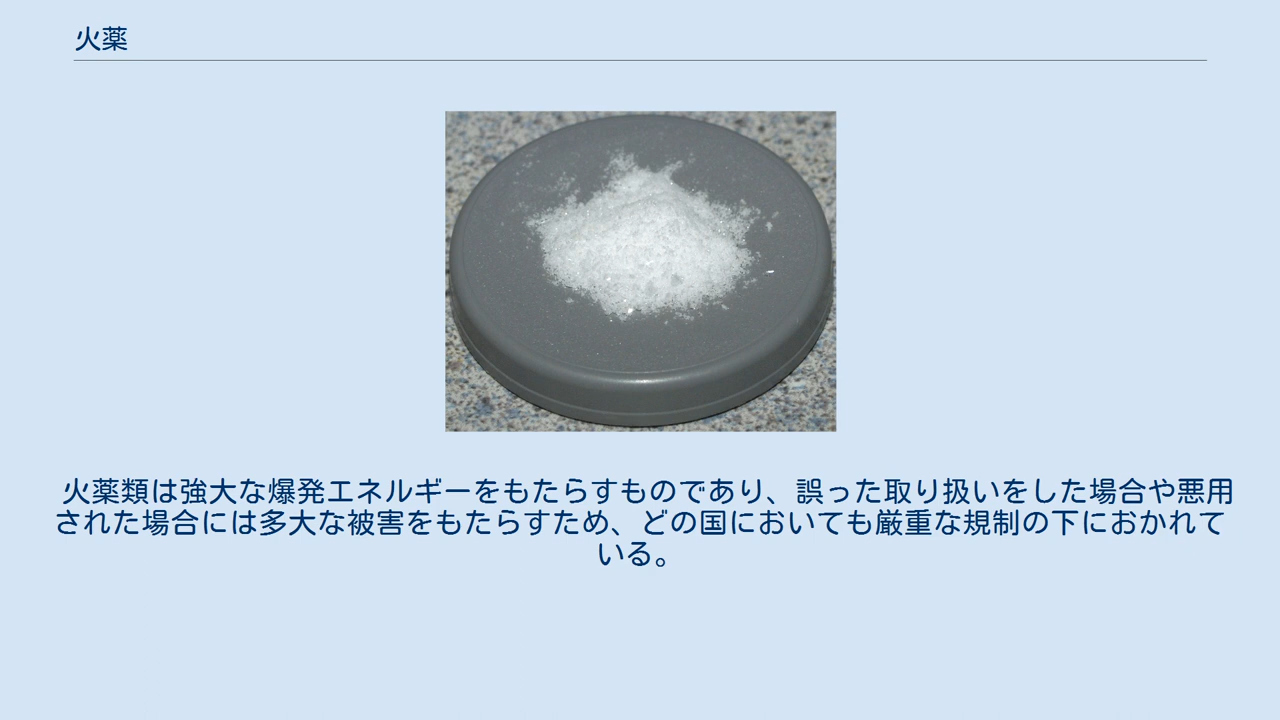 火薬
火薬類は強大な爆発エネルギーをもたらすものであり、誤った取り扱いをした場合や悪用
された場合には多大な被害をもたらすため、どの国においても厳重な規制の下におかれて
いる。